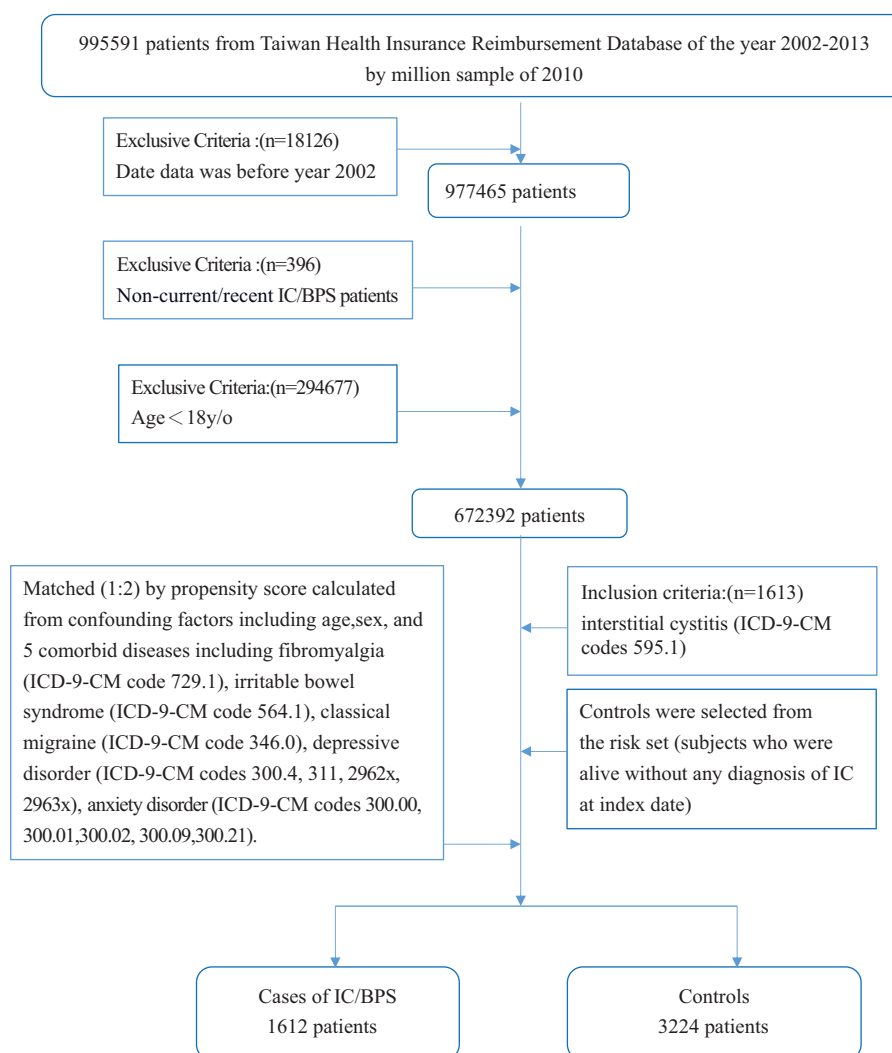 995591 patients from Taiwan Health Insurance Reimbursement Database of the year 2002-2013
by million sample of 2010
Exclusive Criteria :(n=18126)
Date data was before year 2002
977465 patients
Exclusive Criteria :(n=396)
Non-current/recent IC/BPS patients
Exclusive Criteria:(n=294677)
Age＜18y/o
672392 patients
Matched (1:2) by propensity score calculated
from confounding factors including age,sex, and
5 comorbid diseases including fibromyalgia
(ICD-9-CM code 729.1), irritable bowel
syndrome (ICD-9-CM code 564.1), classical
migraine (ICD-9-CM code 346.0), depressive
disorder (ICD-9-CM codes 300.4, 311, 2962x,
2963x), anxiety disorder (ICD-9-CM codes 300.00,
300.01,300.02, 300.09,300.21).
Inclusion criteria:(n=1613)
interstitial cystitis (ICD-9-CM
codes 595.1)
Controls were selected from
the risk set (subjects who were
alive without any diagnosis of IC
at index date)
Cases of IC/BPS
1612 patients
Controls
3224 patients